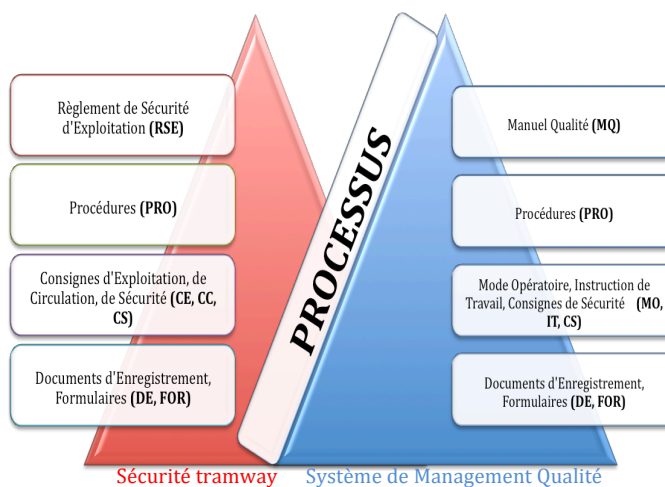 Règlement de Sécurité
d'Exploitation (RSE)
Procédures (PRO)
Consignes d'Exploitation, de
Circulation, de Sécurité (CE, CC,
CS)
Documents d'Enregistrement,
Formulaires (DE, FOR)
PROCESSUS
Manuel Qualité (MQ)
Procédures (PRO)
Mode Opératoire, Instruction de
Travail, Consignes de Sécurité (MO,
IT, CS)
Documents d'Enregistrement,
Formulaires (DE, FOR)
Sécurité tramway
Système de Management Qualité